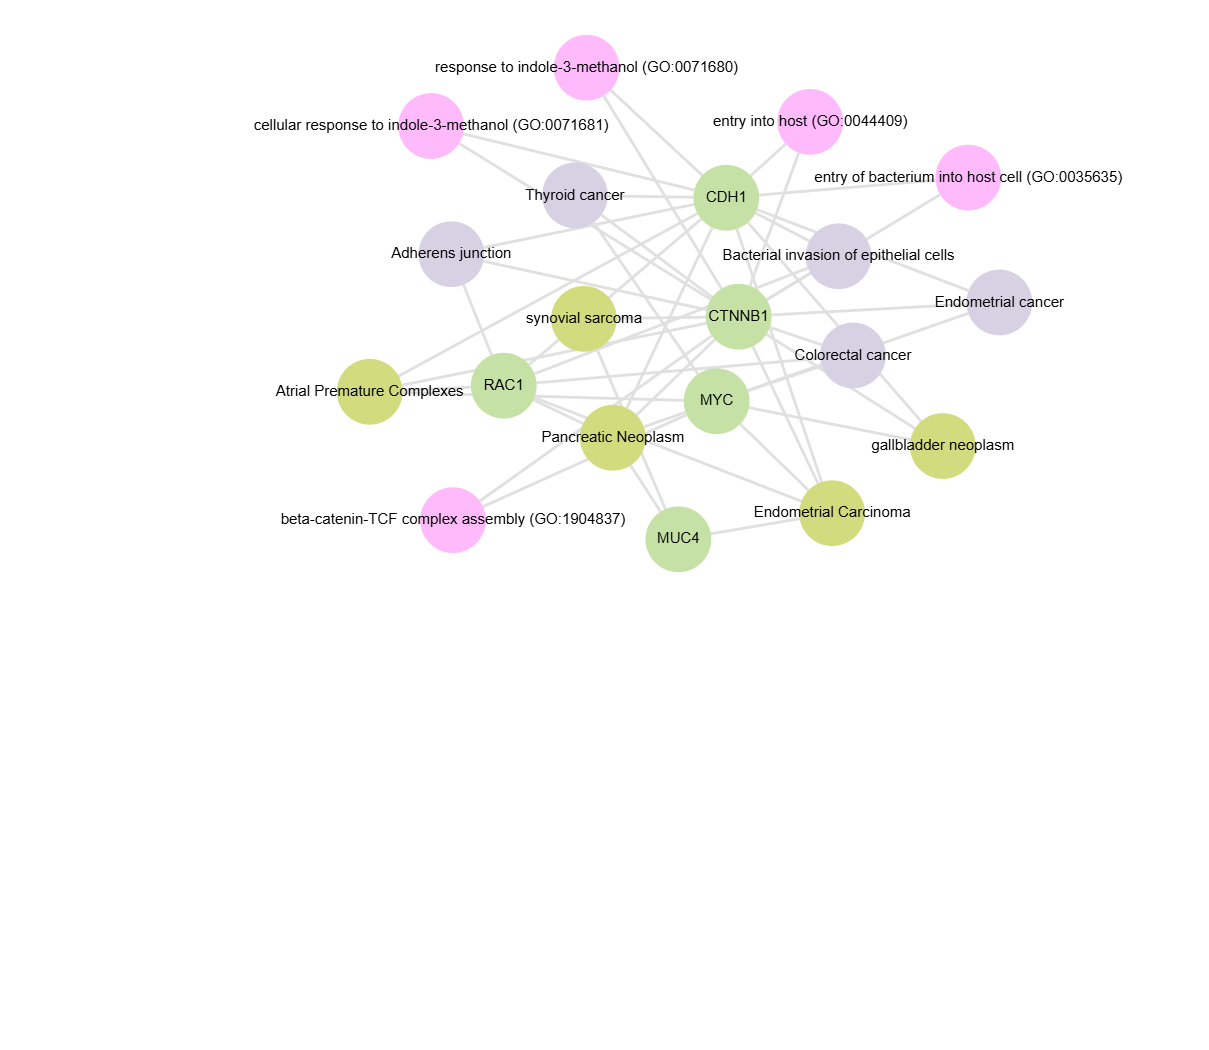 response to indole-3-methanol (GO:0071680)
cellular response to indole-3-methanol (GO:0071681)
entry into host (GO:0044409)
entry of bacterium into host cell (GO:0035635)
Thyroid cancer
CDH1
Adherens junction
Bacterial invasion of epithelial cells
Endometrial cancer
synovial sarcoma
CTNNB1
Colorectal cancer
Atrial Premature Complexes
RAC1
MYC
Pancreatic Neoplasm
gallbladder neoplasm
beta-catenin-TCF complex assembly (GO:1904837)
Endometrial Carcinoma
MUC4